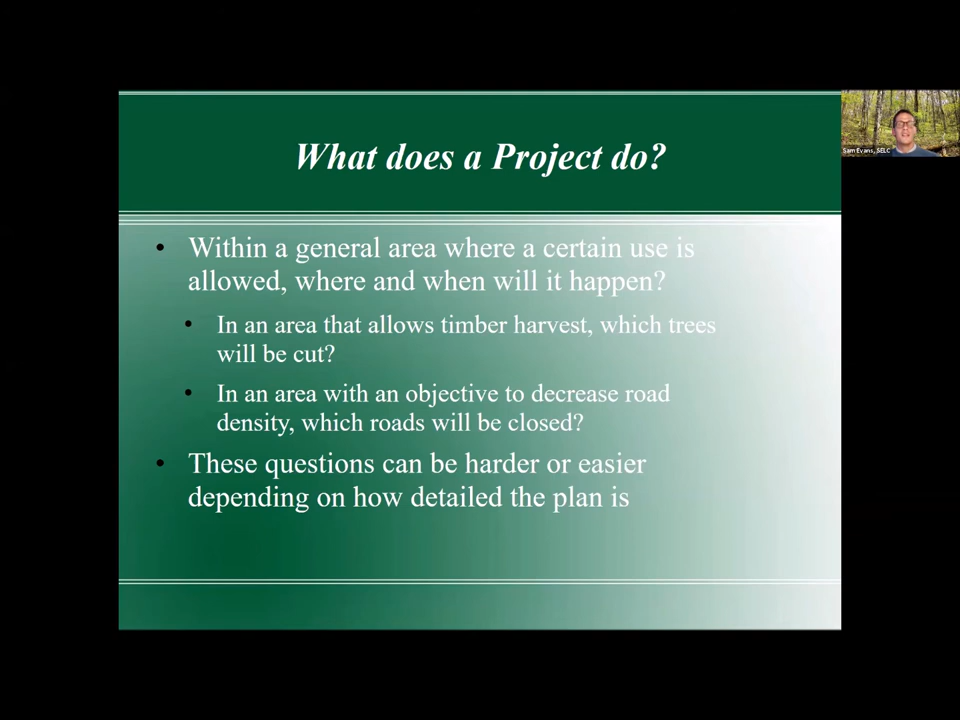 What does a Project do?
Sam Evans, SELC
• Within a general area where a certain use is
allowed, where and when will it happen?
• In an area that allows timber harvest, which trees
will be cut?
• In an area with an objective to decrease road
density, which roads will be closed?
• These questions can be harder or easier
depending on how detailed the plan is